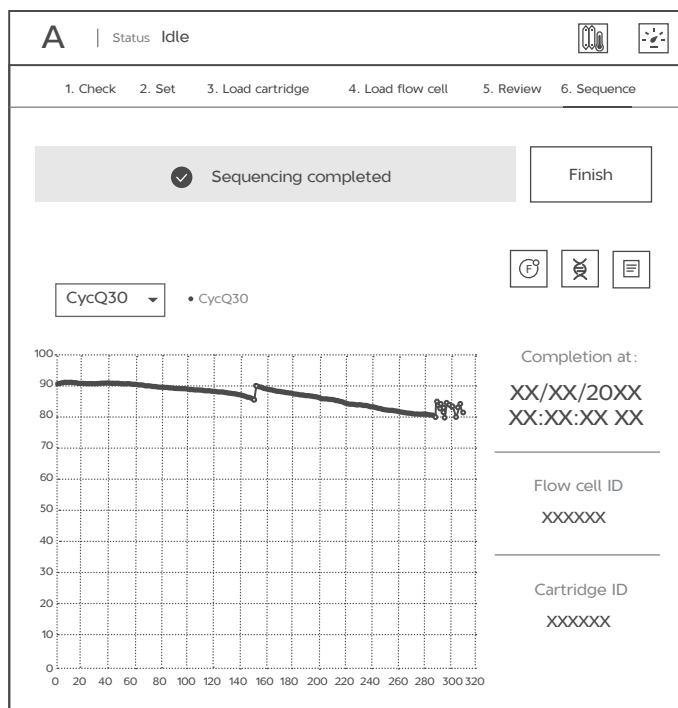 A | Status Idle
1. Check 2. Set 3. Load cartridge 4. Load flow cell 5. Review 6. Sequence
Sequencing completed
Finish
F
CycQ30
CycQ30
100
90
80
70
60
50
40
30
20
10
0
0 20 40 60 80 100 120 140 160 180 200 220 240 260 280 300 320
Completion at:
XX/XX/20XX
XX:XX:XX XX
Flow cell ID
XXXXXX
Cartridge ID
XXXXXX